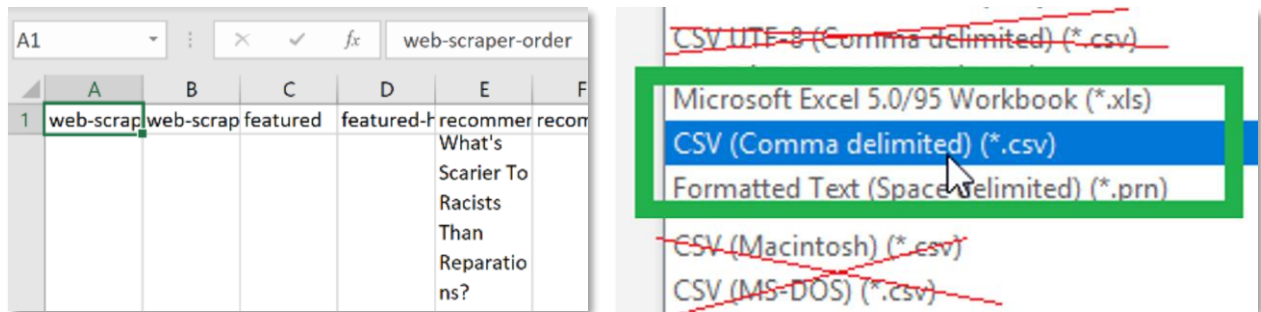 A1
fx
web-scraper-order
A B C D E F
1 web-scrap web-scrap featured featured-h recommer recom
What's
Scarier To
Racists
Than
Reparatio
ns?
CSV UTF-8 (Comma delimited) (*.csv)
Microsoft Excel 5.0/95 Workbook (*.xls)
CSV (Comma delimited) (*.csv)
Formatted Text (Space delimited) (*.prn)
CSV (Macintosh) (*.csv)
CSV (MS-DOS) (*.csv)